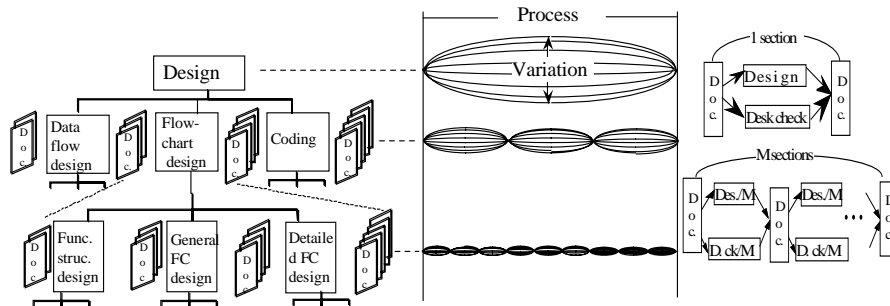 Process
1 section
Design
Variation
D o c.
Design
Desk check
D o c.
D o c.
Data flow design
D o c.
Flow-
chart
design
D o c.
Coding
D o c.
M sections
D o c.
Des./M
D. ck/M
D o c.
Des./M
D. ck/M
...
D o c.
D o c.
Func.
struc.
design
D o c.
General
FC
design
D o c.
Detaile
d FC
design
D o c.